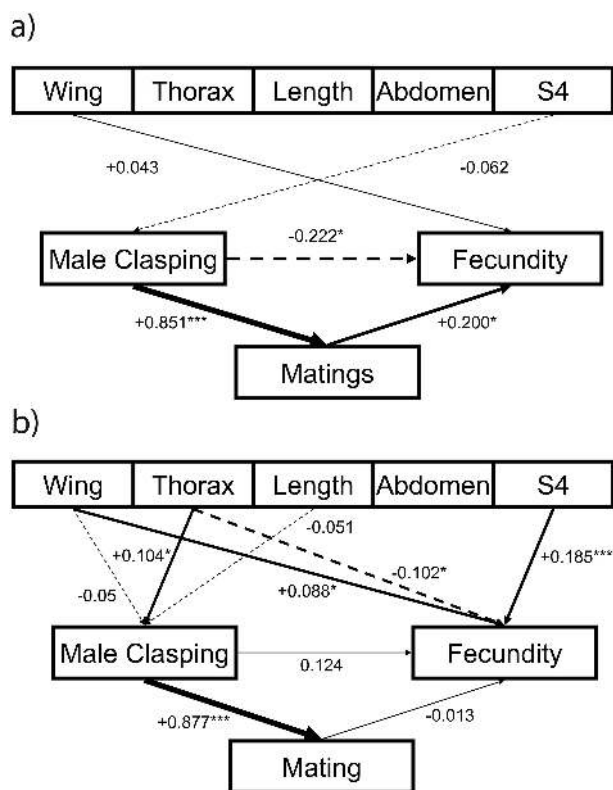 a)
Wing Thorax Length Abdomen S4
+0.043 -0.062
-0.222*
Male Clasping Fecundity
+0.851*** +0.200*
Matings
b)
Wing Thorax Length Abdomen S4
-0.051
+0.104* -0.102* +0.185***
-0.05 +0.088*
Male Clasping Fecundity
0.124
+0.877*** -0.013
Mating